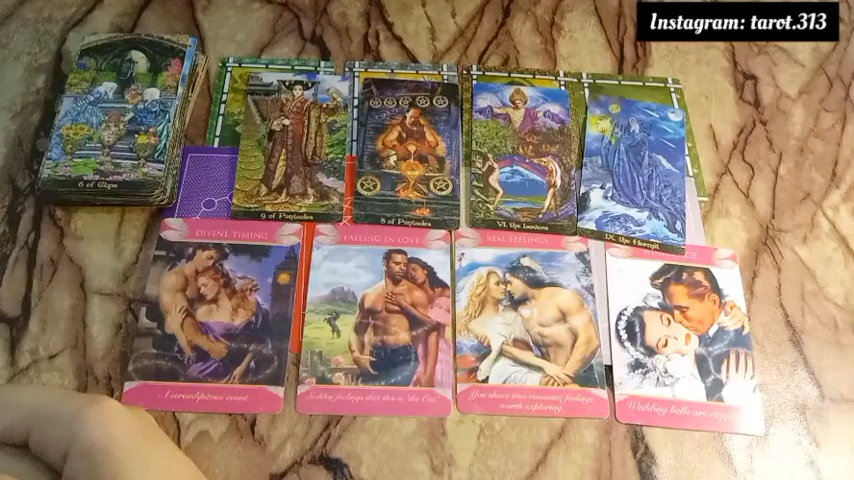 Instagram: tarot.313
6 of Cups
9 of Pentacles
8 of Pentacles
VI. the Lovers
IX. the Hermit
DIVINE TIMING
FALLING IN LOVE
REAL FEELINGS
A serendipitous event.
Sudden feelings that this is "the One"
You share true romantic feelings
worth exploring.
Wedding bells are